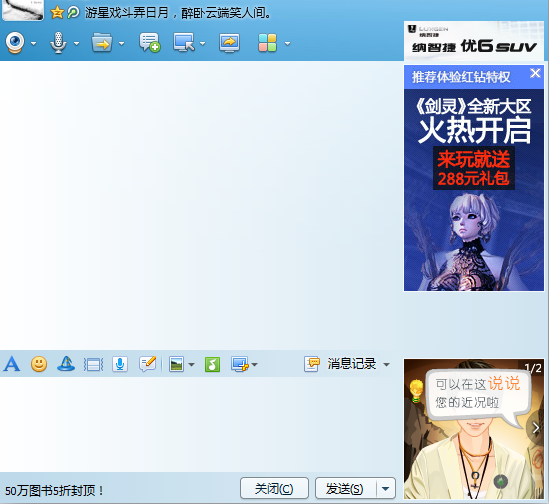 游星戏斗弄日月，醉卧云端笑人间。
LUXGEN
纳智捷
纳智捷 优6 SUV
推荐体验红钻特权
《剑灵》全新大区
火热开启
来玩就送
288元礼包
消息记录
1/2
可以在这说说
您的近况啦
50万图书5折封顶！
关闭(C)
发送(S)